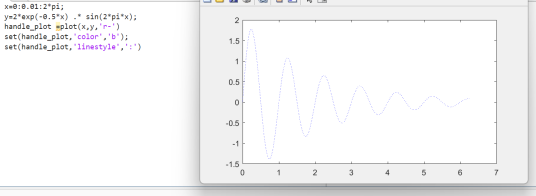 x=0:0.01:2*pi;
y=2*exp(-0.5*x) .* sin(2*pi*x);
handle_plot =plot(x,y,'r-')
set(handle_plot,'color','b');
set(handle_plot,'linestyle',':')
2
1.5
1
0.5
0
-0.5
-1
-1.5
0 1 2 3 4 5 6 7